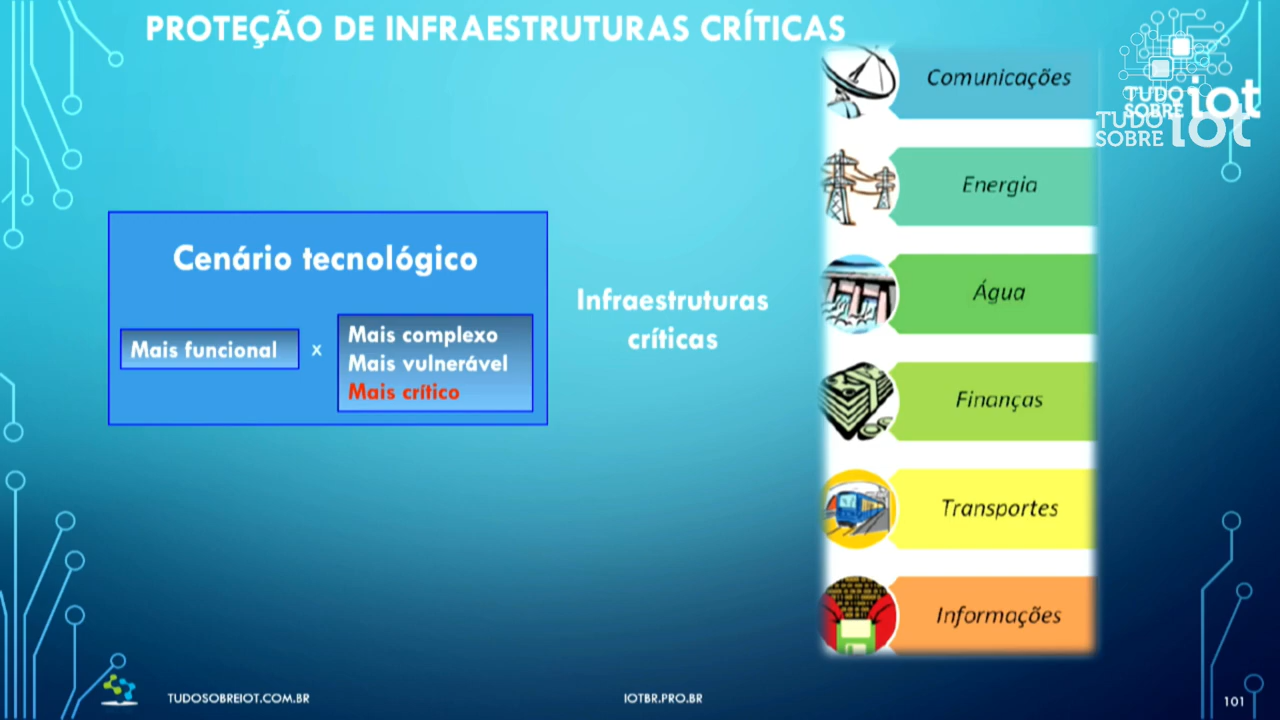 PROTEÇÃO DE INFRAESTRUTURAS CRÍTICAS
TUDO
SOBRE iot
TUDO
SOBRE iot
Cenário tecnológico
Mais funcional
x
Mais complexo
Mais vulnerável
Mais crítico
Infraestruturas
críticas
Comunicações
Energia
Água
Finanças
Transportes
Informações
TUDOSOBREIOT.COM.BR
IOTBR.PRO.BR
101